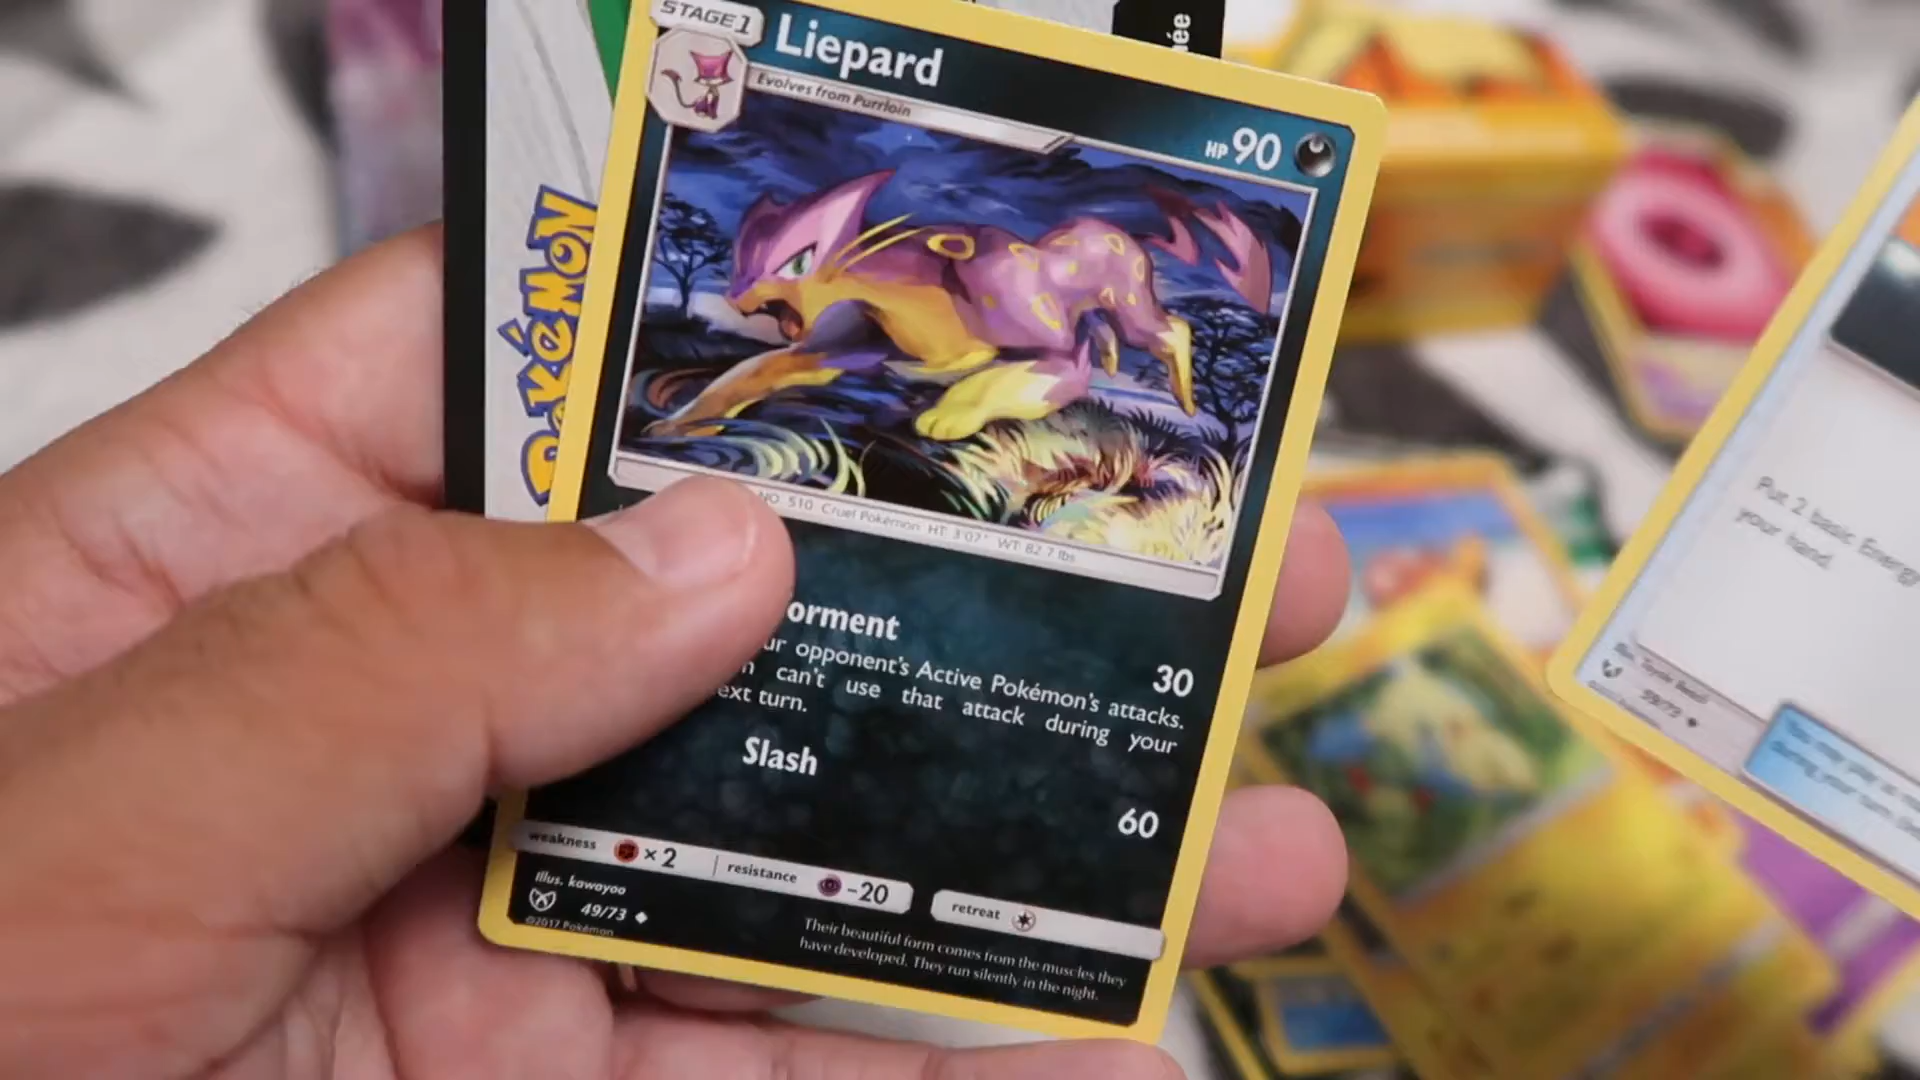 STAGE 1
Liepard
Evolves from Purrloin
HP 90
née
POKéMON
NO. 510 Cruel Pokémon HT: 3'07" WT: 82.7 lbs
orment
30
ur opponent's Active Pokémon's attacks.
n can't use that attack during your
ext turn.
Slash
60
weakness ×2 resistance -20 retreat
Illus. kawayoo
49/73
©2017 Pokémon
Their beautiful form comes from the muscles they
have developed. They run silently in the night.
Put 2 basic Energy
your hand.
59/73